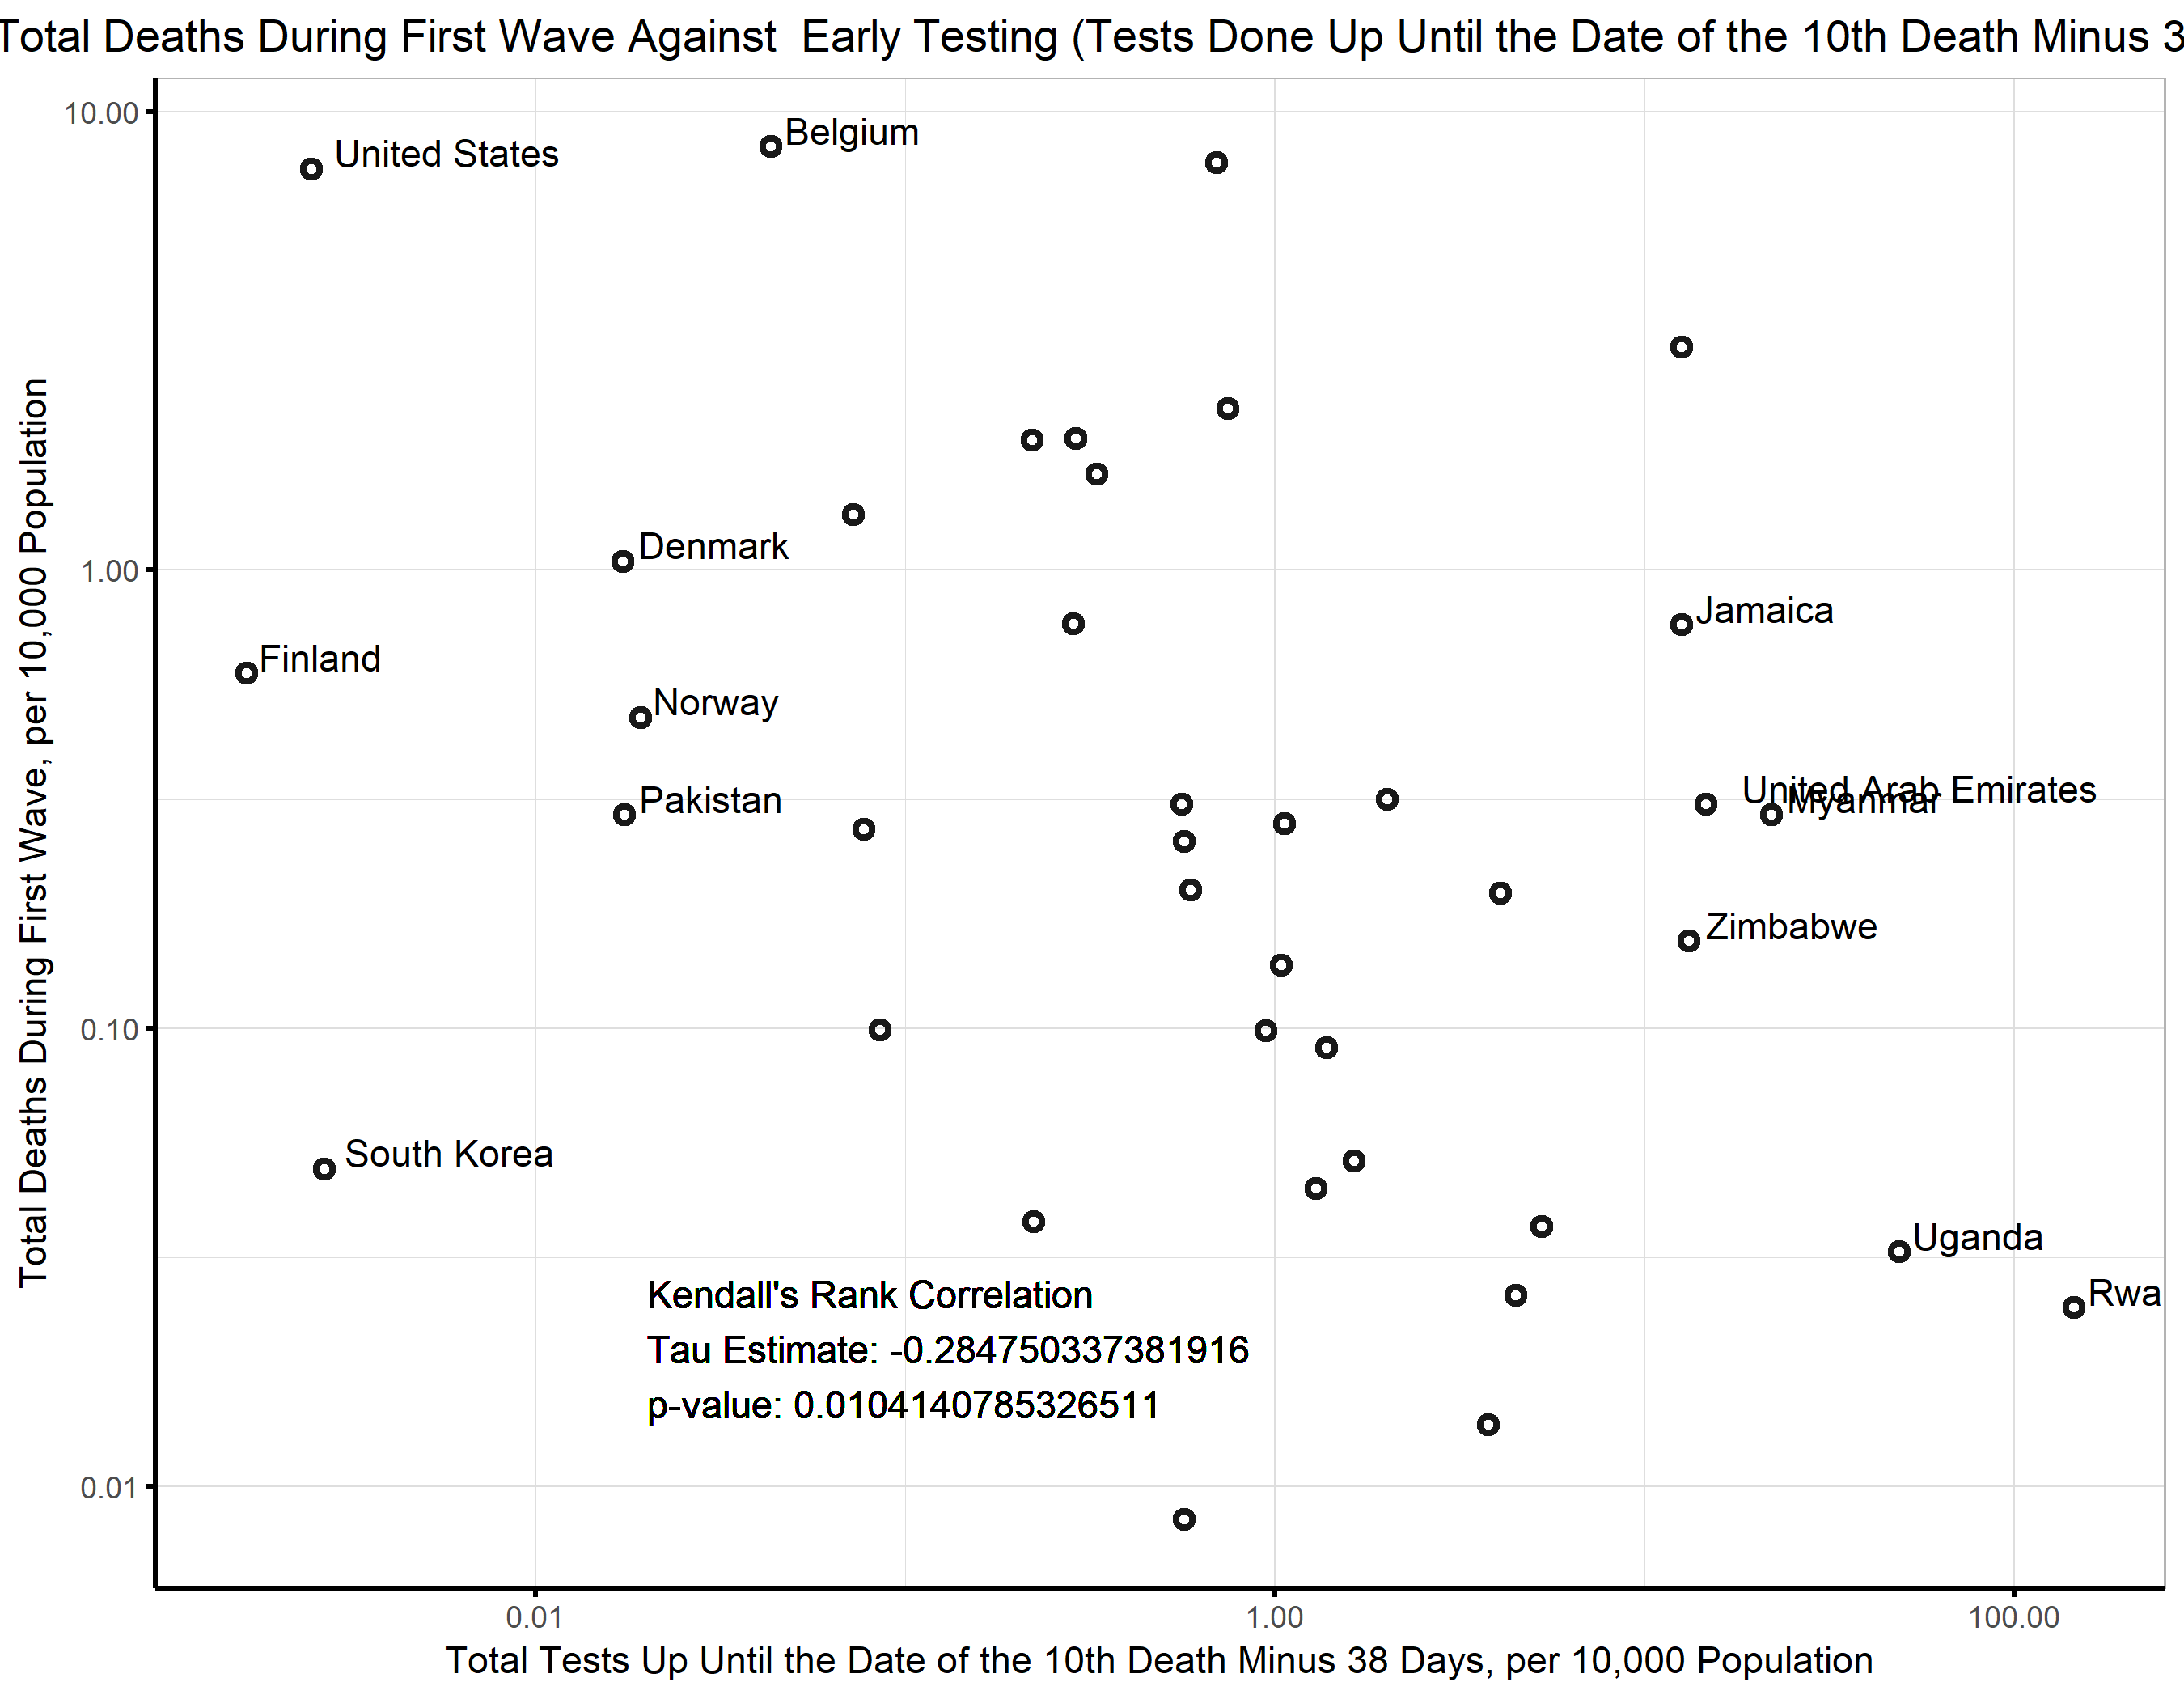 Total Deaths During First Wave Against  Early Testing (Tests Done Up Until the Date of the 10th Death Minus 3
Total Deaths During First Wave, per 10,000 Population
10.00
1.00
0.10
0.01
United States
Belgium
Denmark
Jamaica
Finland
Norway
United Arab Emirates
Pakistan
Myanmar
Zimbabwe
South Korea
Uganda
Rwa
Kendall's Rank Correlation
Tau Estimate: -0.284750337381916
p-value: 0.0104140785326511
0.01
1.00
100.00
Total Tests Up Until the Date of the 10th Death Minus 38 Days, per 10,000 Population